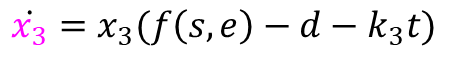 ẋ₃ = x₃(f(s, e) − d − k₃t)